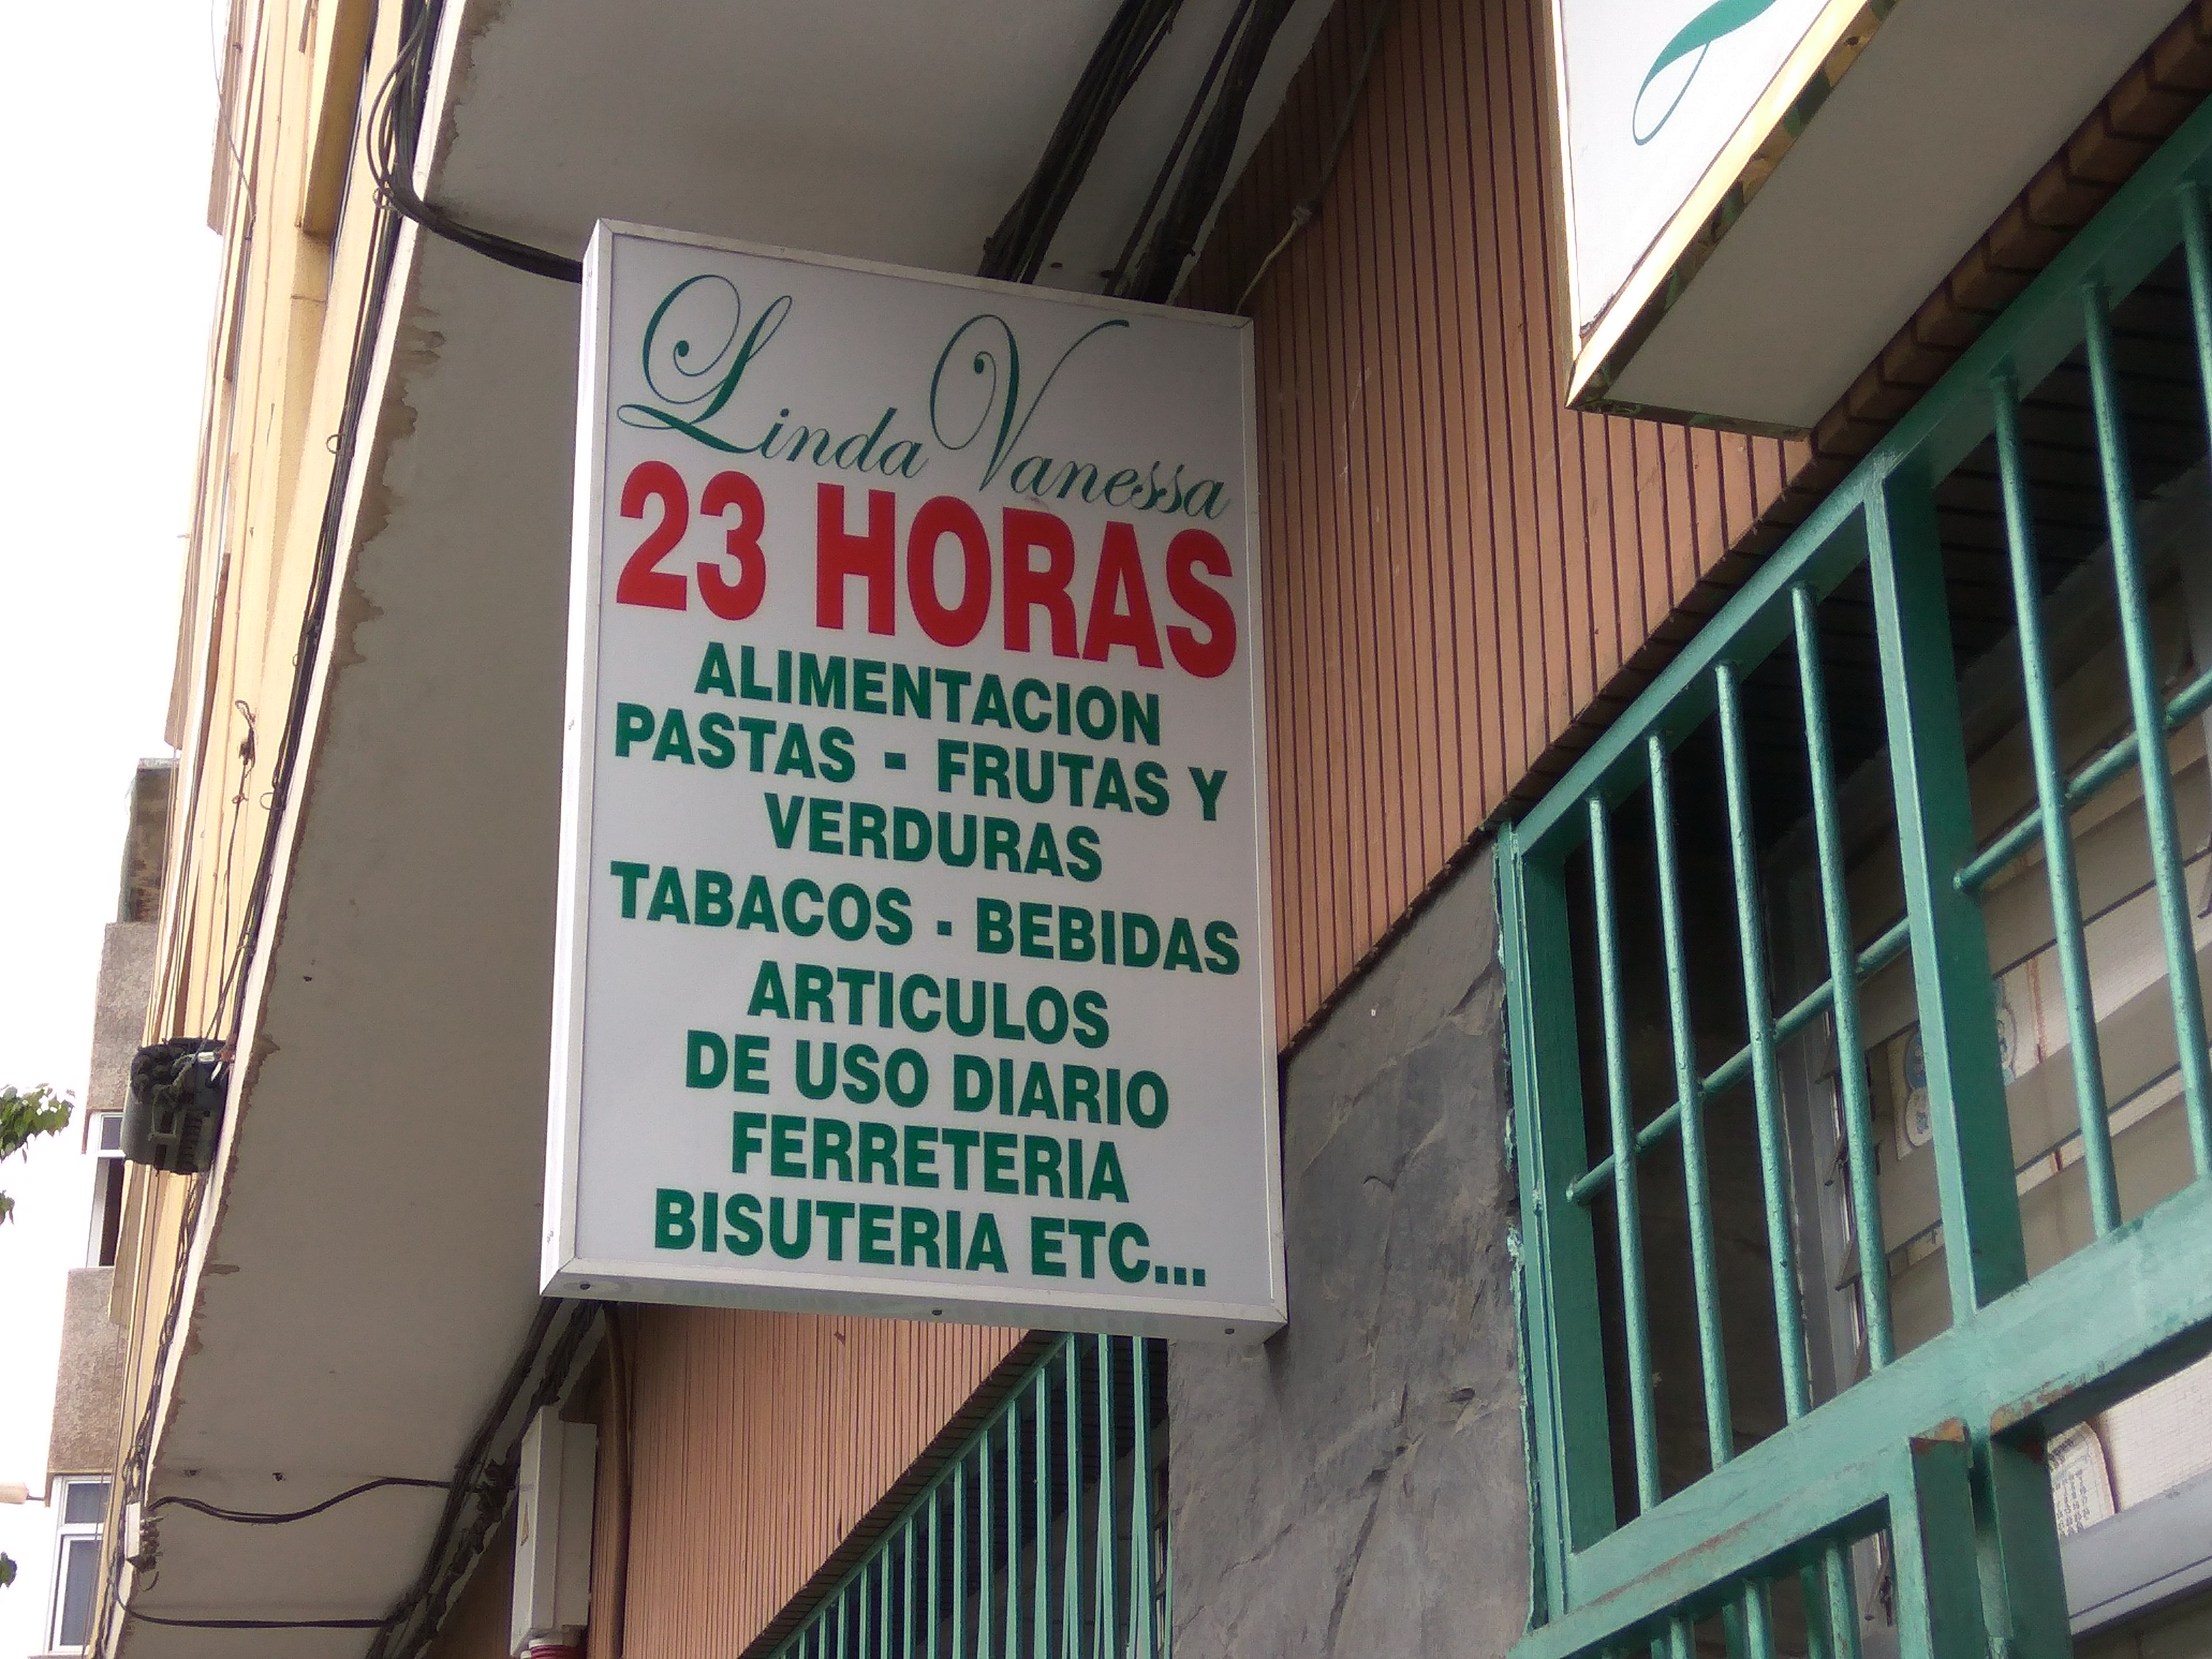 Linda Vanessa
23 HORAS
ALIMENTACION
PASTAS - FRUTAS Y
VERDURAS
TABACOS - BEBIDAS
ARTICULOS
DE USO DIARIO
FERRETERIA
BISUTERIA ETC...